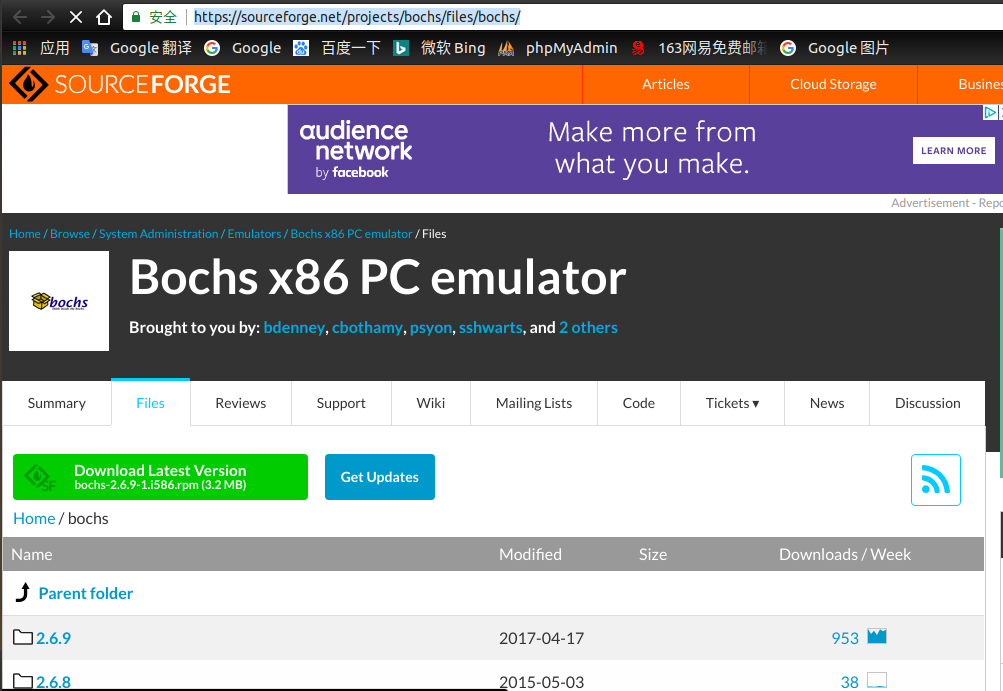 安全 https://sourceforge.net/projects/bochs/files/bochs/
应用 Google 翻译 Google 百度一下 微软 Bing phpMyAdmin 163网易免费邮箱 Google 图片
SOURCEFORGE Articles Cloud Storage Busines
audience network by facebook
Make more from
what you make.
LEARN MORE
Advertisement - Repo
Home / Browse / System Administration / Emulators / Bochs x86 PC emulator / Files
bochs
Bochs x86 PC emulator
Brought to you by: bdenney, cbothamy, psyon, sshwarts, and 2 others
Summary Files Reviews Support Wiki Mailing Lists Code Tickets ▾ News Discussion
Download Latest Version
bochs-2.6.9-1.i586.rpm (3.2 MB)
Get Updates
Home / bochs
Name Modified Size Downloads / Week
Parent folder
2.6.9 2017-04-17 953
2.6.8 2015-05-03 38